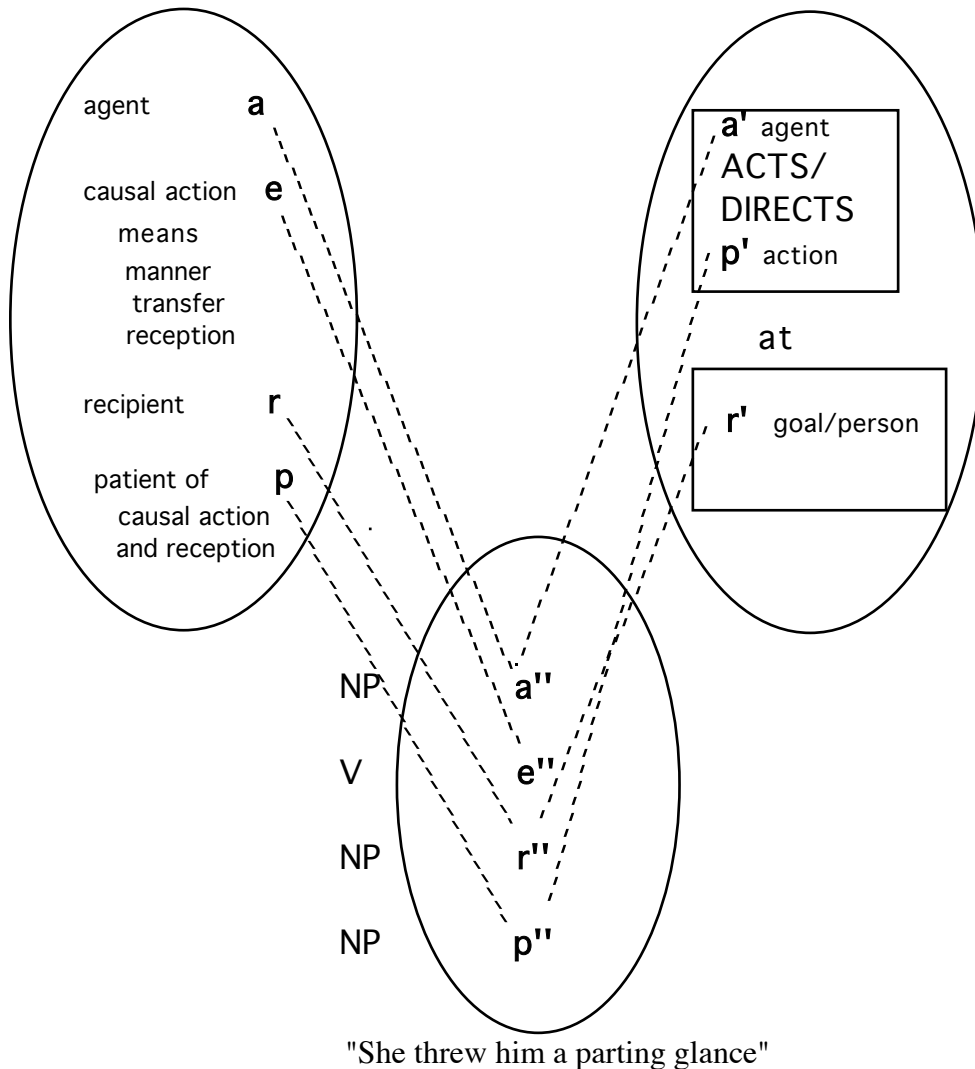 agent a
causal action e
means
manner
transfer
reception
recipient r
patient of p
causal action
and reception
a' agent
ACTS/
DIRECTS
p' action
at
r' goal/person
NP a''
V e''
NP r''
NP p''
"She threw him a parting glance"